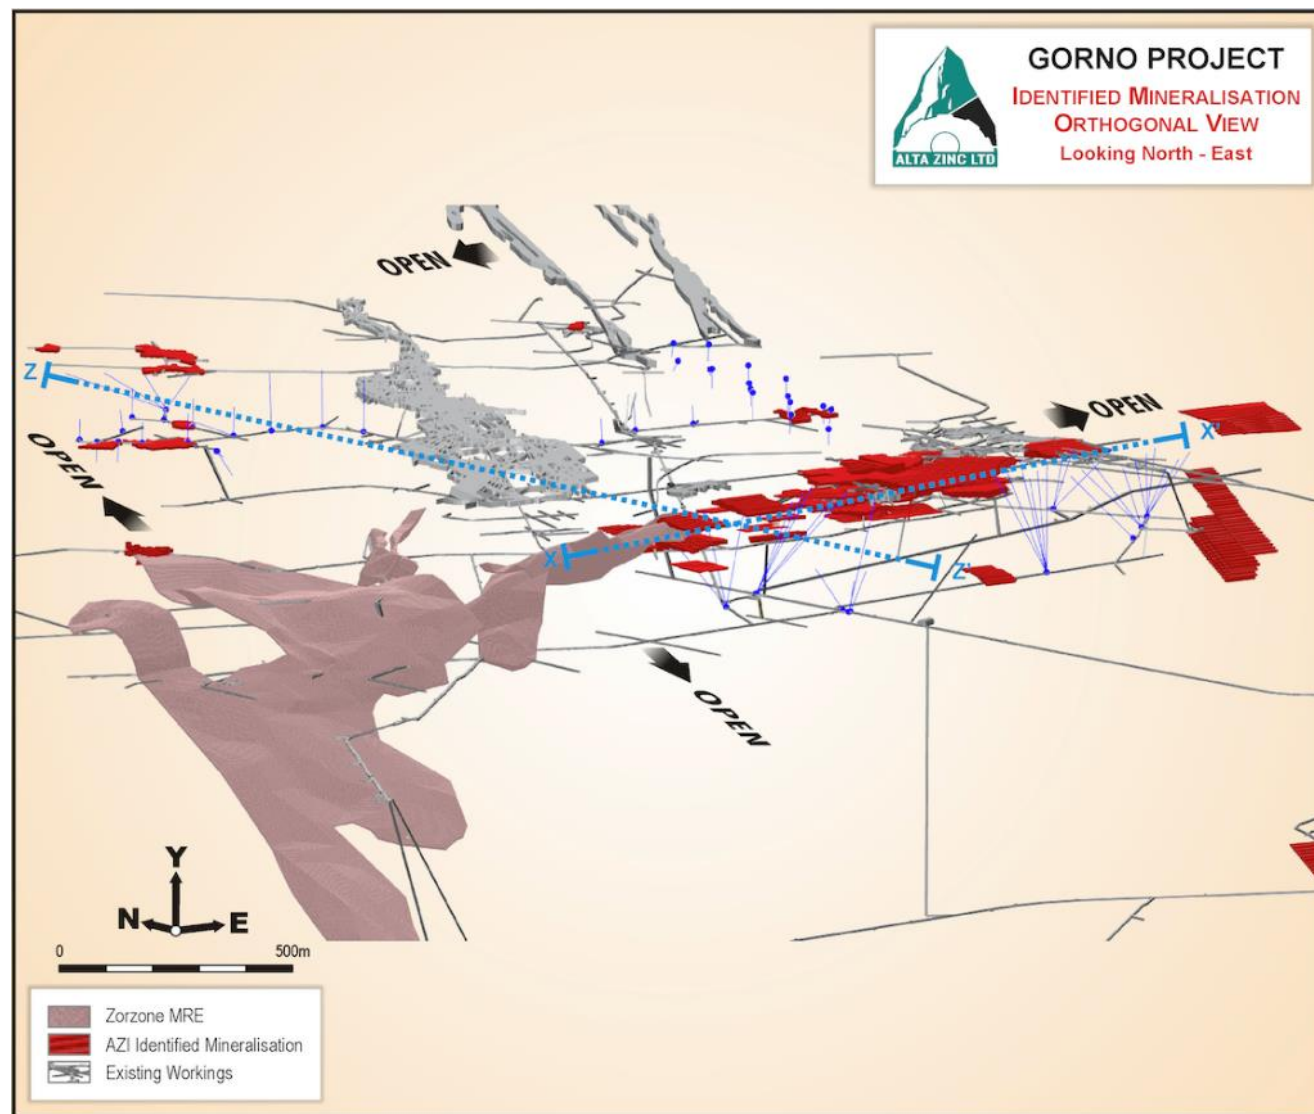 GORNO PROJECT
IDENTIFIED MINERALISATION
ORTHOGONAL VIEW
Looking North - East
ALTA ZINC LTD
OPEN
Z
OPEN
X'
OPEN
X
Z'
OPEN
Y
N
E
0
500m
Zorzone MRE
AZI Identified Mineralisation
Existing Workings